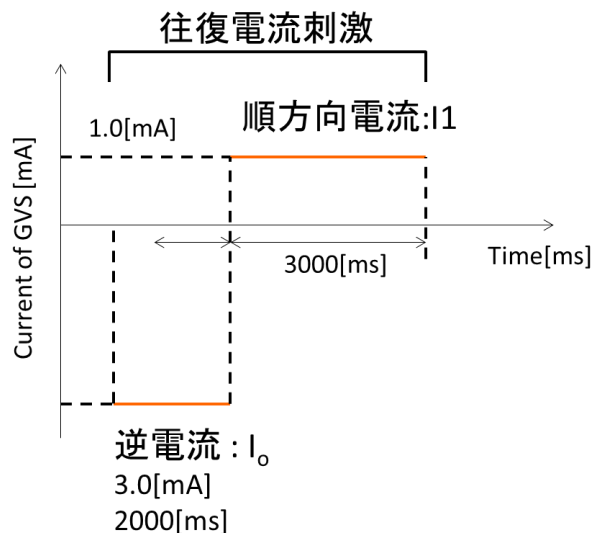 往復電流刺激
順方向電流:I1
1.0[mA]
Current of GVS [mA]
3000[ms]
Time[ms]
逆電流 : Io
3.0[mA]
2000[ms]